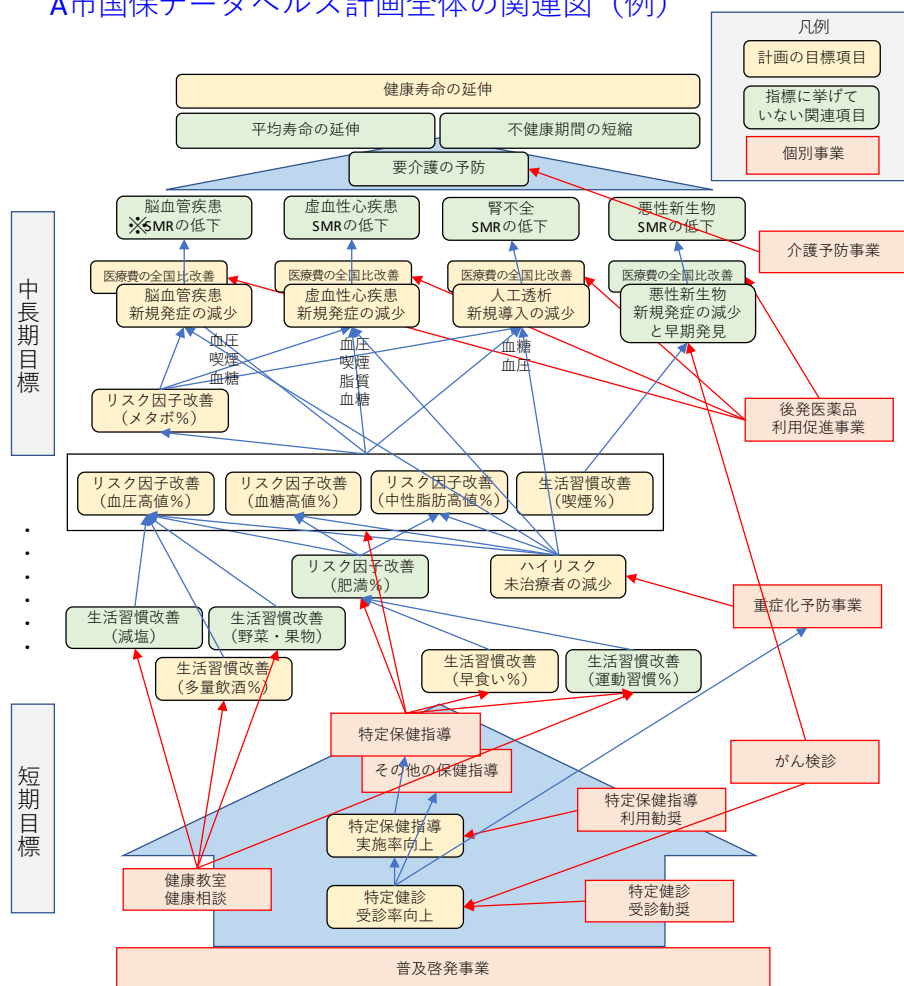 A市国保データヘルス計画全体の関連図（例）
凡例
計画の目標項目
指標に挙げて
いない関連項目
個別事業
健康寿命の延伸
平均寿命の延伸
不健康期間の短縮
要介護の予防
中長期目標
脳血管疾患
※SMRの低下
虚血性心疾患
SMRの低下
腎不全
SMRの低下
悪性新生物
SMRの低下
介護予防事業
医療費の全国比改善
脳血管疾患
新規発症の減少
医療費の全国比改善
虚血性心疾患
新規発症の減少
医療費の全国比改善
人工透析
新規導入の減少
医療費の全国比改善
悪性新生物
新規発症の減少
と早期発見
血圧
喫煙
血糖
血圧
喫煙
脂質
血糖
血糖
血圧
リスク因子改善
（メタボ%）
後発医薬品
利用促進事業
リスク因子改善
（血圧高値%）
リスク因子改善
（血糖高値%）
リスク因子改善
（中性脂肪高値%）
生活習慣改善
（喫煙%）
・
・
・
・
・
・
リスク因子改善
（肥満%）
ハイリスク
未治療者の減少
重症化予防事業
生活習慣改善
（減塩）
生活習慣改善
（野菜・果物）
生活習慣改善
（多量飲酒%）
生活習慣改善
（早食い%）
生活習慣改善
（運動習慣%）
短期目標
特定保健指導
その他の保健指導
がん検診
特定保健指導
実施率向上
特定保健指導
利用勧奨
健康教室
健康相談
特定健診
受診率向上
特定健診
受診勧奨
普及啓発事業